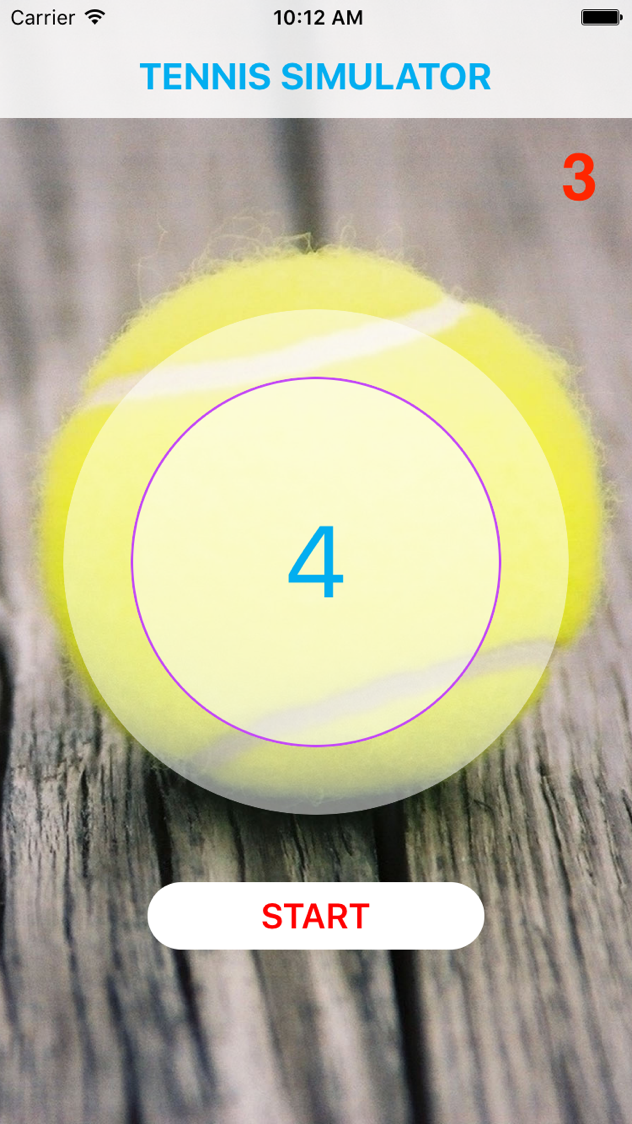 Carrier 10:12 AM
TENNIS SIMULATOR
3
4
START